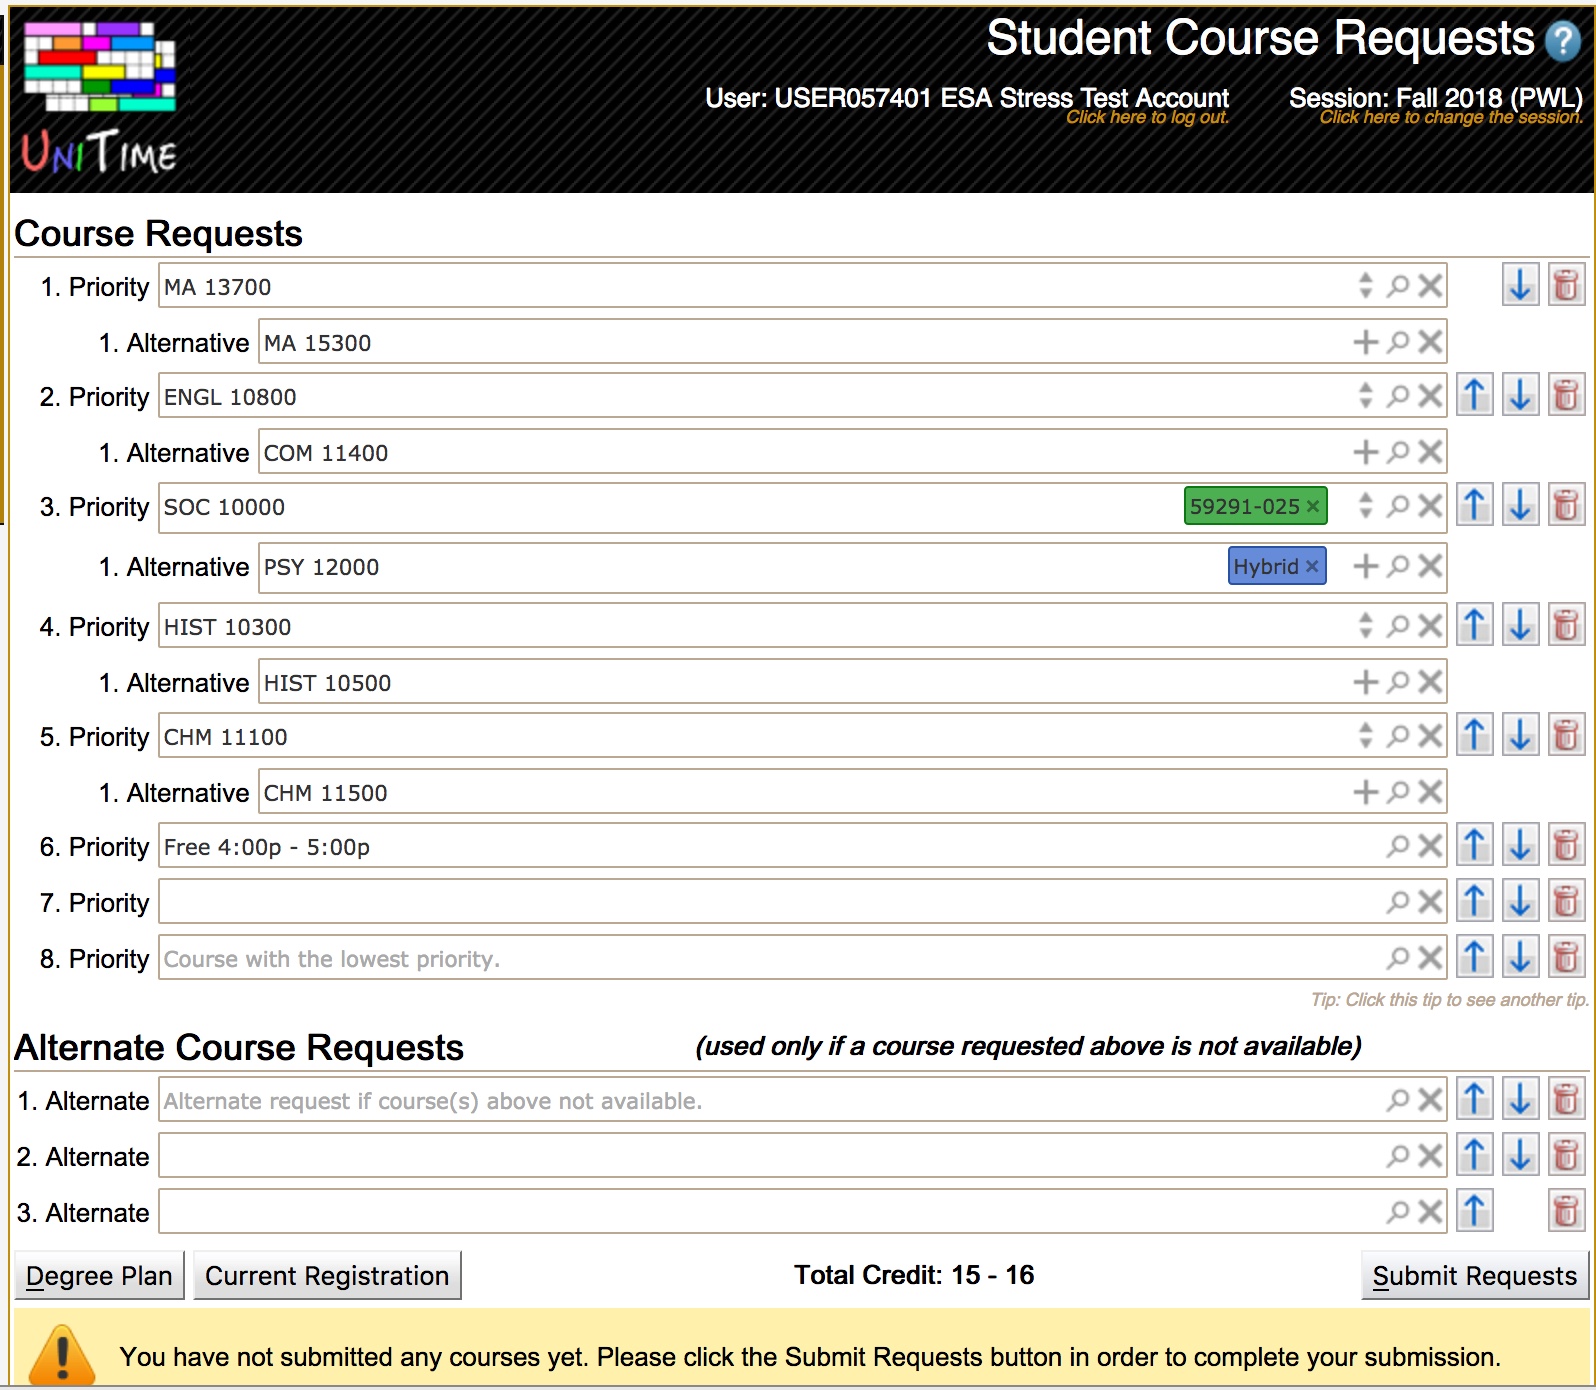 Student Course Requests ?
User: USER057401 ESA Stress Test Account Session: Fall 2018 (PWL)
Click here to log out. Click here to change the session.
UNITIME
Course Requests
1. Priority MA 13700
1. Alternative MA 15300
2. Priority ENGL 10800
1. Alternative COM 11400
3. Priority SOC 10000 59291-025 ×
1. Alternative PSY 12000 Hybrid ×
4. Priority HIST 10300
1. Alternative HIST 10500
5. Priority CHM 11100
1. Alternative CHM 11500
6. Priority Free 4:00p - 5:00p
7. Priority
8. Priority Course with the lowest priority.
Tip: Click this tip to see another tip.
Alternate Course Requests (used only if a course requested above is not available)
1. Alternate Alternate request if course(s) above not available.
2. Alternate
3. Alternate
Degree Plan Current Registration Total Credit: 15 - 16 Submit Requests
You have not submitted any courses yet. Please click the Submit Requests button in order to complete your submission.